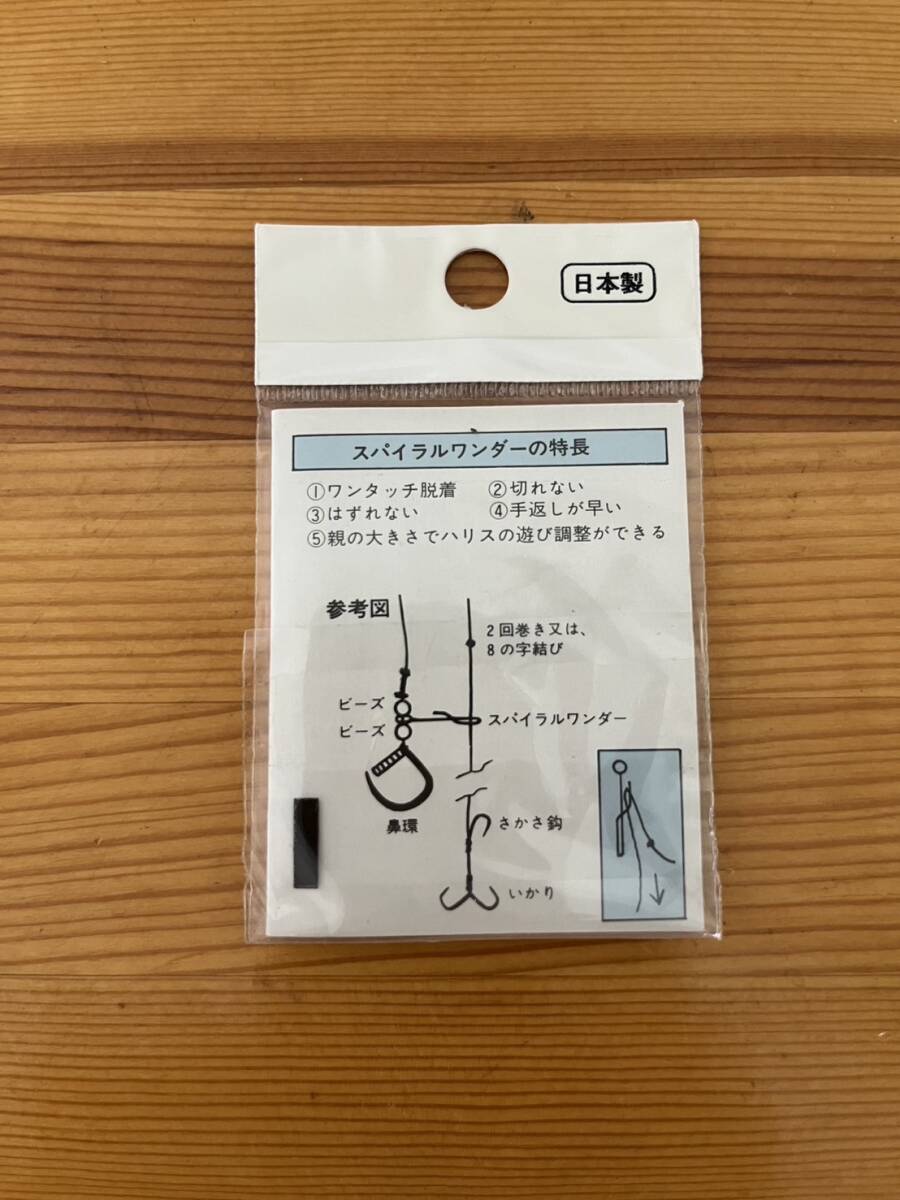 日本製
スパイラルワンダーの特長
①ワンタッチ脱着 ②切れない
③はずれない ④手返しが早い
⑤親の大きさでハリスの遊び調整ができる
参考図
2回巻き又は、
8の字結び
ビーズ
スパイラルワンダー
ビーズ
鼻環
さかさ鈎
いかり